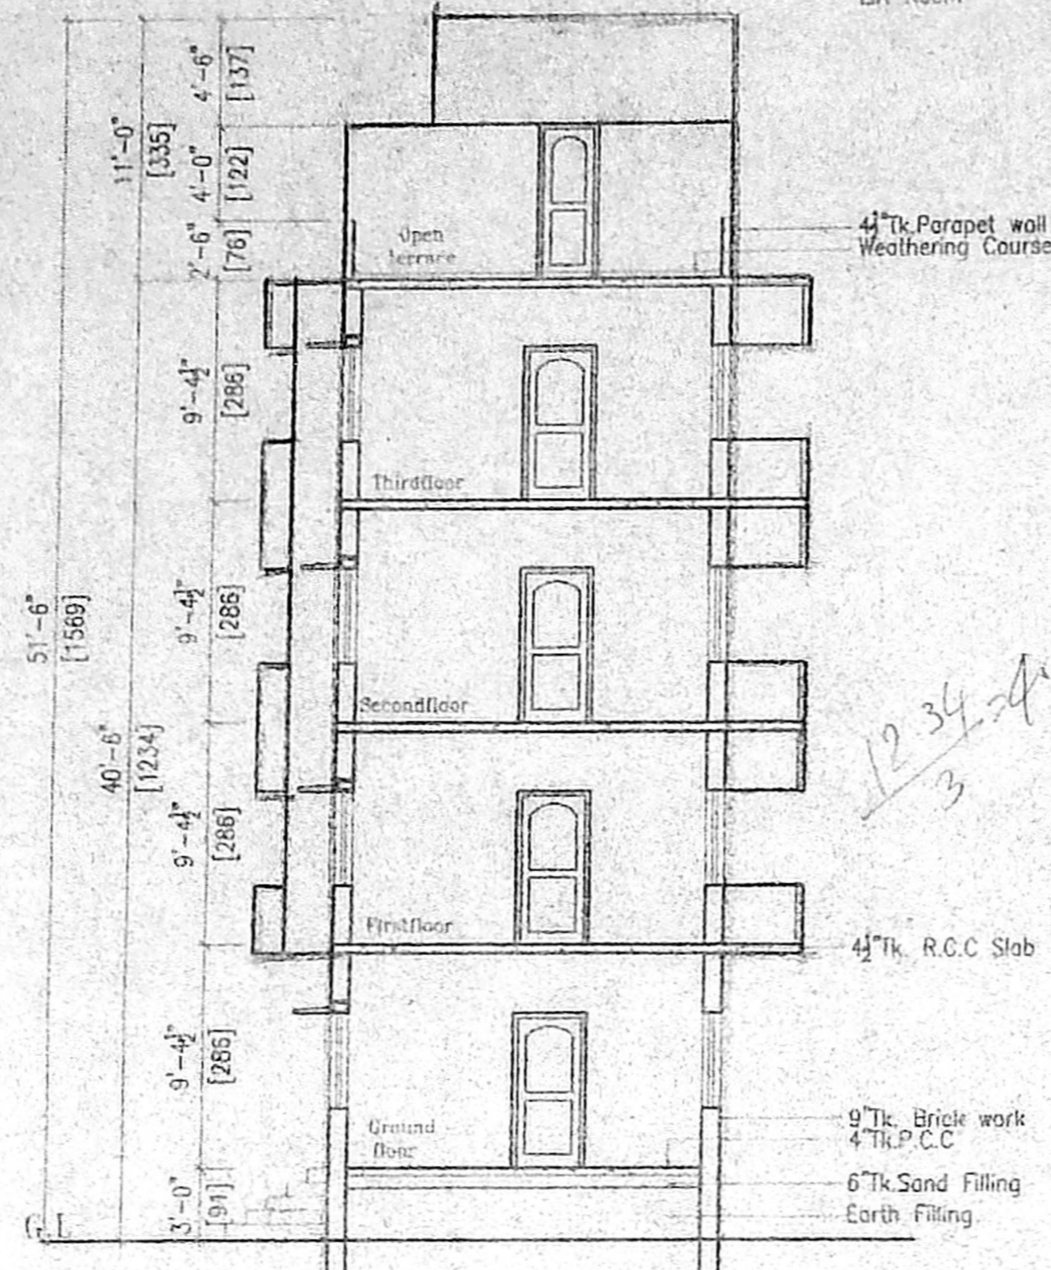 Room
4'-6"
[137]
11'-0"
[335]
4'-0"
[122]
2'-6"
[76]
Open
terrace
4½"Tk.Parapet wall
Weathering Course
9'-4½"
[286]
Thirdfloor
9'-4½"
[286]
51'-6"
[1569]
Secondfloor
40'-6"
[1234]
12.34 = 4
3
9'-4½"
[286]
Firstfloor
4½"Tk. R.C.C Slab
9'-4½"
[286]
Ground
floor
9"Tk. Brick work
4"Tk.P.C.C
6"Tk.Sand Filling
Earth Filling
3'-0"
[91]
G.L